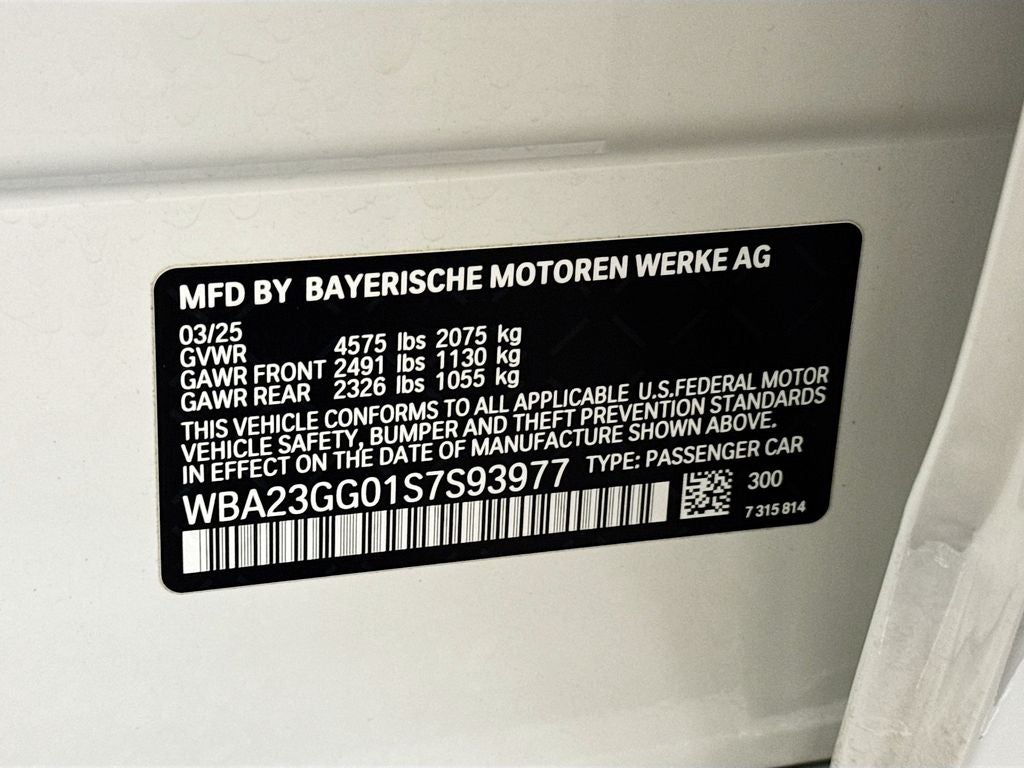 MFD BY BAYERISCHE MOTOREN WERKE AG
03/25
GVWR 4575 lbs 2075 kg
GAWR FRONT 2491 lbs 1130 kg
GAWR REAR 2326 lbs 1055 kg
THIS VEHICLE CONFORMS TO ALL APPLICABLE U.S.FEDERAL MOTOR
VEHICLE SAFETY, BUMPER AND THEFT PREVENTION STANDARDS
IN EFFECT ON THE DATE OF MANUFACTURE SHOWN ABOVE.
WBA23GG01S7S93977 TYPE: PASSENGER CAR
300
7 315 814